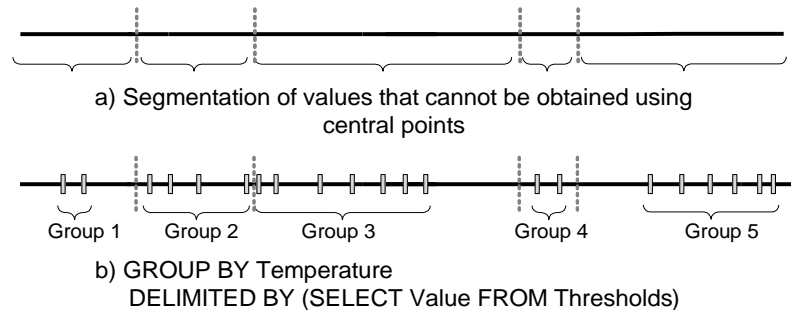 a) Segmentation of values that cannot be obtained using
central points
Group 1 Group 2 Group 3 Group 4 Group 5
b) GROUP BY Temperature
DELIMITED BY (SELECT Value FROM Thresholds)